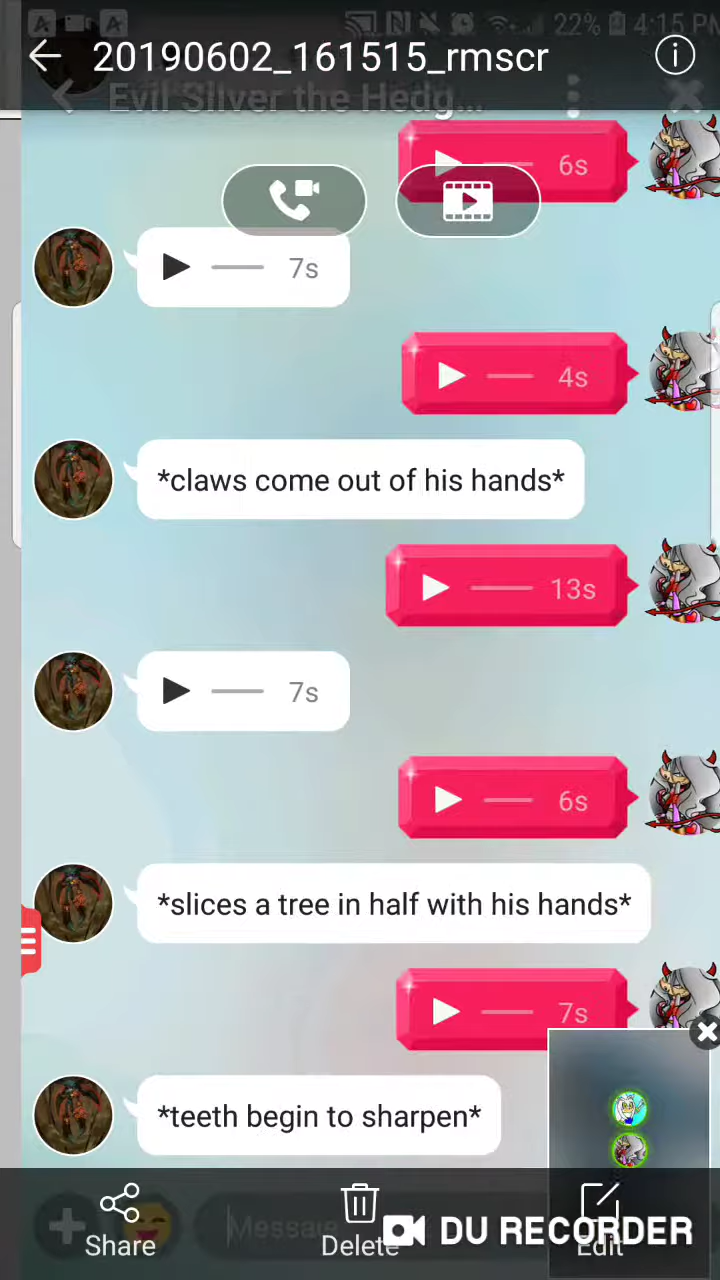 22% 4:15 PM
20190602_161515_rmscr
Evil Silver the Hedg...
6s
7s
4s
*claws come out of his hands*
13s
7s
6s
*slices a tree in half with his hands*
7s
*teeth begin to sharpen*
Message
DU RECORDER
Share
Delete
Edit